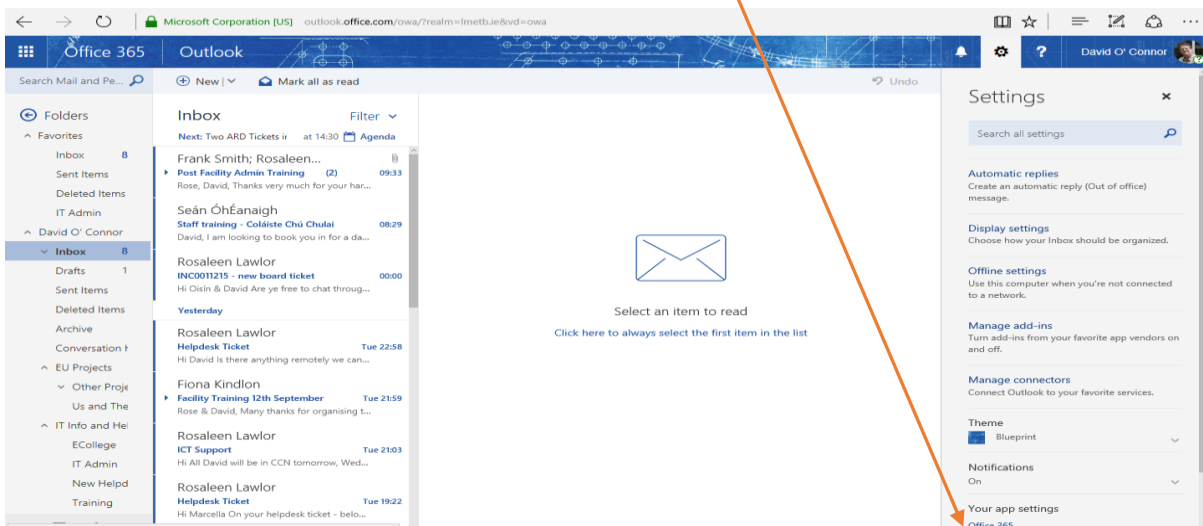 Microsoft Corporation [US] outlook.office.com/owa/?realm=lmetb.ie&vd=owa
Office 365 Outlook ? David O' Connor
Search Mail and Pe... New Mark all as read Undo
Folders
Favorites
Inbox 8
Sent Items
Deleted Items
IT Admin
David O' Connor
Inbox 8
Drafts 1
Sent Items
Deleted Items
Archive
Conversation H
EU Projects
Other Proje
Us and The
IT Info and Hel
ECollege
IT Admin
New Helpd
Training
Inbox Filter
Next: Two ARD Tickets ir at 14:30 Agenda
Frank Smith; Rosaleen...
Post Facility Admin Training (2) 09:33
Rose, David, Thanks very much for your har...
Seán ÓhÉanaigh
Staff training - Coláiste Chú Chulai 08:29
David, I am looking to book you in for a da...
Rosaleen Lawlor
INC0011215 - new board ticket 00:00
Hi Oisín & David Are ye free to chat throug...
Yesterday
Rosaleen Lawlor
Helpdesk Ticket Tue 22:58
Hi David Is there anything remotely we can...
Fiona Kindlon
Facility Training 12th September Tue 21:59
Rose & David, Many thanks for organising t...
Rosaleen Lawlor
ICT Support Tue 21:03
Hi All David will be in CCN tomorrow, Wed...
Rosaleen Lawlor
Helpdesk Ticket Tue 19:22
Hi Marcella On your helpdesk ticket - belo...
Select an item to read
Click here to always select the first item in the list
Settings ×
Search all settings
Automatic replies
Create an automatic reply (Out of office)
message.
Display settings
Choose how your Inbox should be organized.
Offline settings
Use this computer when you're not connected
to a network.
Manage add-ins
Turn add-ins from your favorite app vendors on
and off.
Manage connectors
Connect Outlook to your favorite services.
Theme
Blueprint
Notifications
On
Your app settings
Office 365